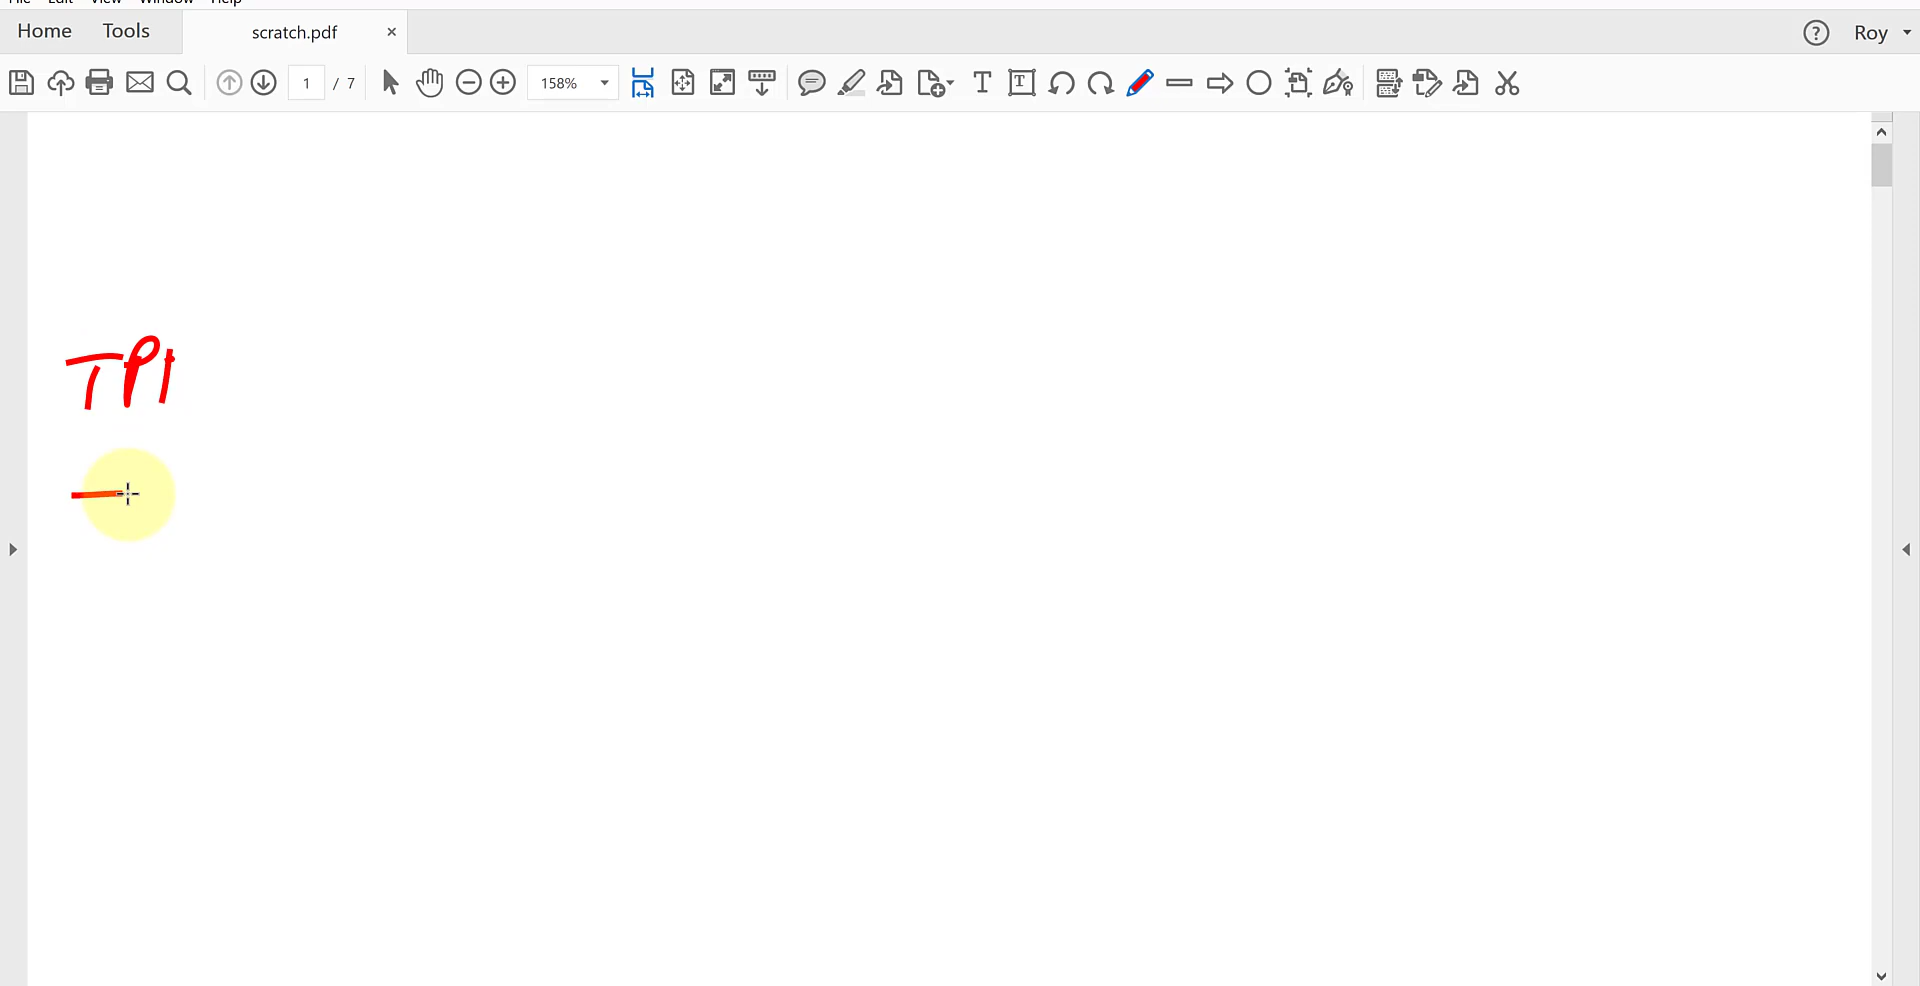 File Edit View Window Help
Home Tools scratch.pdf × ? Roy
1 / 7 158% T T
TPI